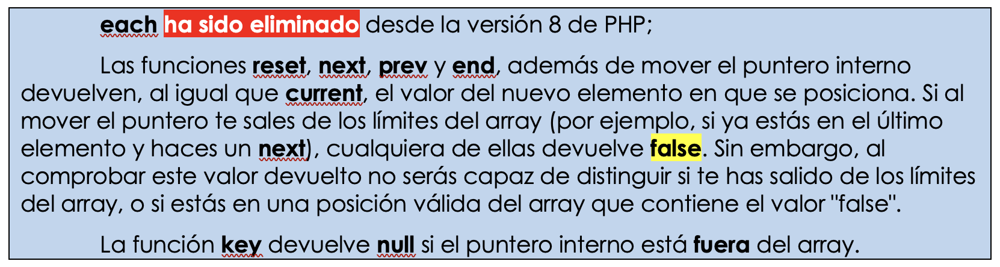 each ha sido eliminado desde la versión 8 de PHP;
Las funciones reset, next, prev y end, además de mover el puntero interno
devuelven, al igual que current, el valor del nuevo elemento en que se posiciona. Si al
mover el puntero te sales de los límites del array (por ejemplo, si ya estás en el último
elemento y haces un next), cualquiera de ellas devuelve false. Sin embargo, al
comprobar este valor devuelto no serás capaz de distinguir si te has salido de los límites
del array, o si estás en una posición válida del array que contiene el valor "false".
La función key devuelve null si el puntero interno está fuera del array.